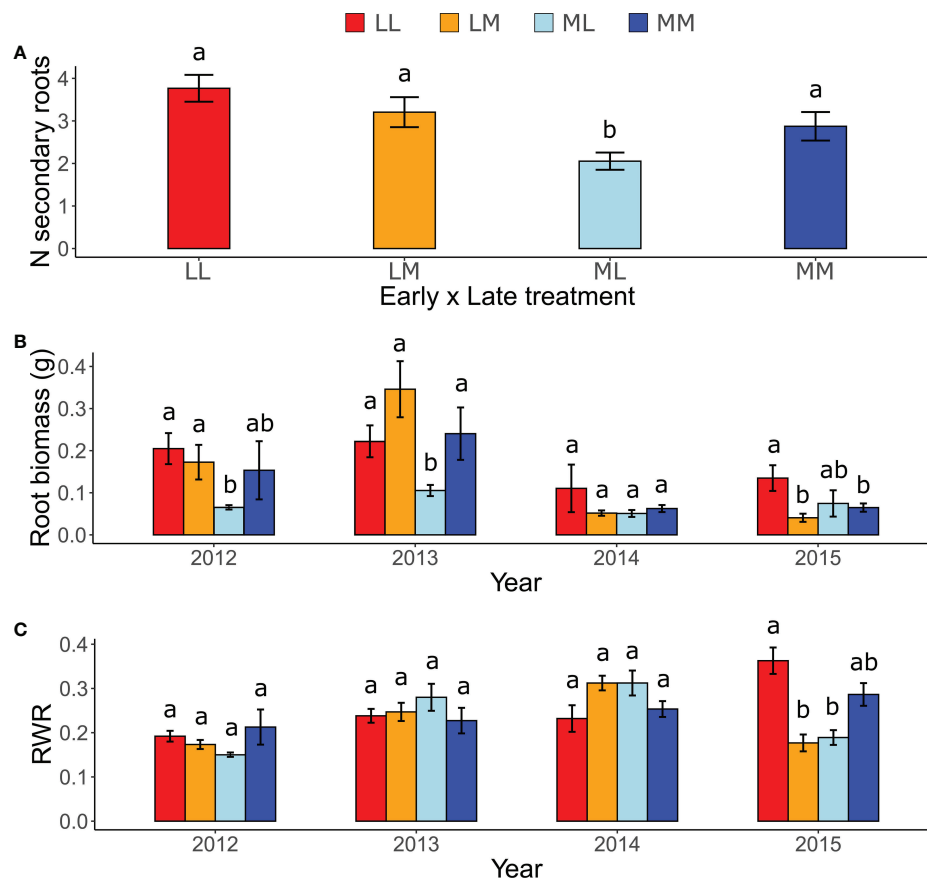 LL LM ML MM
A
N secondary roots
4
3
2
1
0
a a b a
LL LM ML MM
Early x Late treatment
B
Root biomass (g)
0.4
0.3
0.2
0.1
0.0
a a b ab a a b a a a a a a b ab b
2012 2013 2014 2015
Year
C
RWR
0.4
0.3
0.2
0.1
0.0
a a a a a a a a a a a a a b b ab
2012 2013 2014 2015
Year